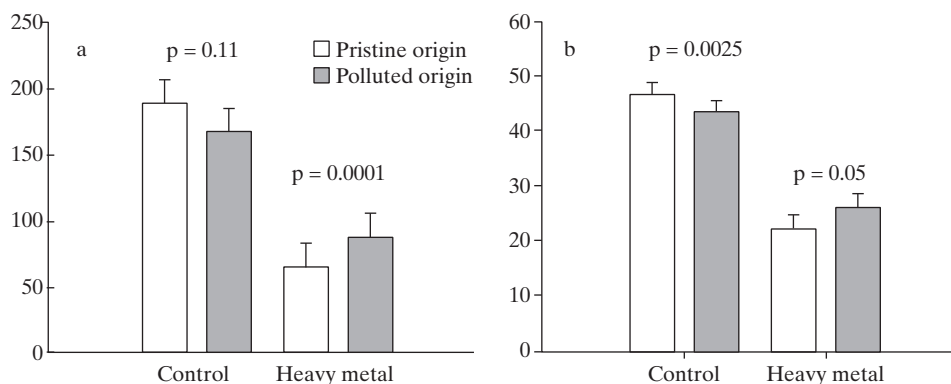 250
200
150
100
50
0
a
p = 0.11
p = 0.0001
Pristine origin
Polluted origin
Control
Heavy metal
60
50
40
30
20
10
0
b
p = 0.0025
p = 0.05
Control
Heavy metal